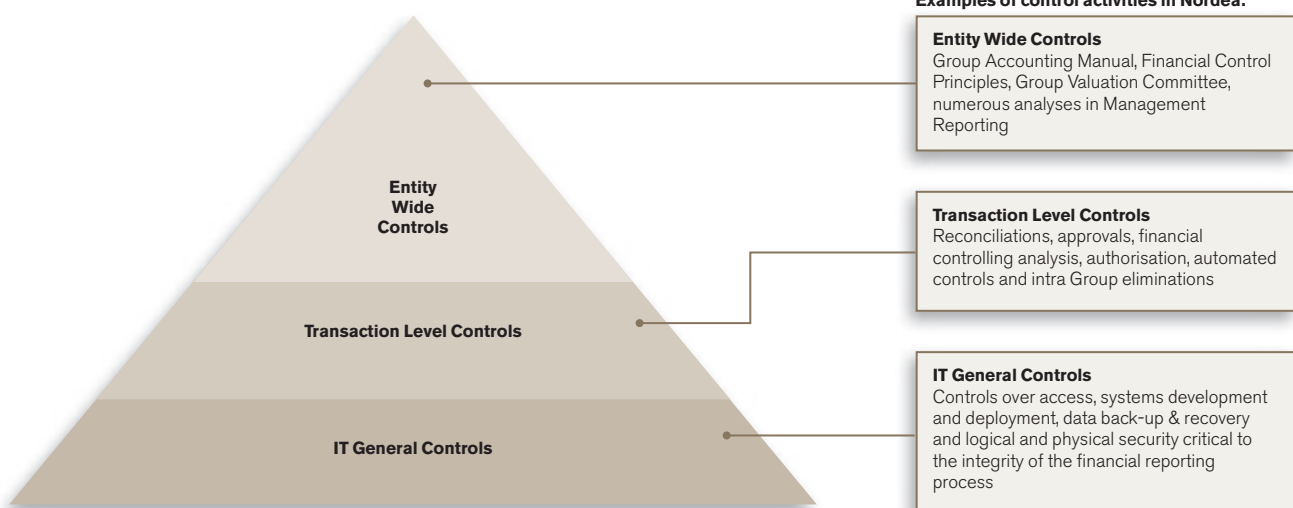 Examples of control activities in Nordea:
Entity Wide Controls
Group Accounting Manual, Financial Control
Principles, Group Valuation Committee,
numerous analyses in Management
Reporting
Entity
Wide
Controls
Transaction Level Controls
Reconciliations, approvals, financial
controlling analysis, authorisation, automated
controls and intra Group eliminations
Transaction Level Controls
IT General Controls
Controls over access, systems development
and deployment, data back-up & recovery
and logical and physical security critical to
the integrity of the financial reporting
process
IT General Controls